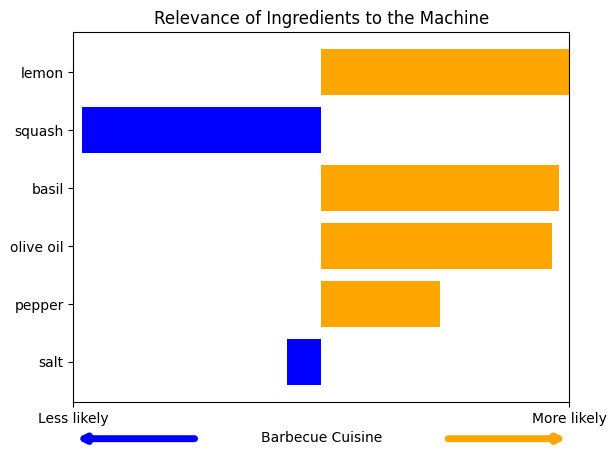 Relevance of Ingredients to the Machine
lemon
squash
basil
olive oil
pepper
salt
Less likely
More likely
Barbecue Cuisine